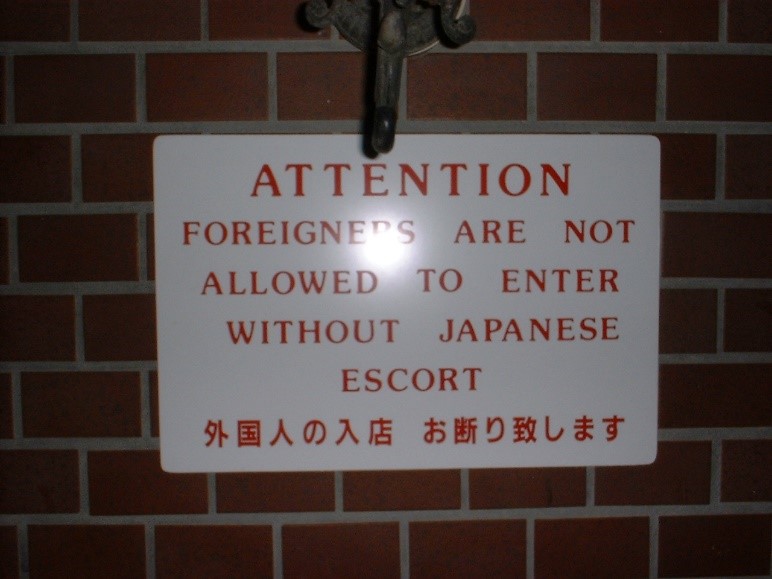 ATTENTION
FOREIGNERS ARE NOT
ALLOWED TO ENTER
WITHOUT JAPANESE
ESCORT
外国人の入店 お断り致します